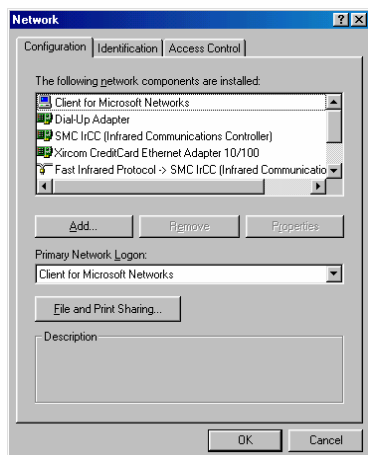 Network
Configuration Identification Access Control
The following network components are installed:
Client for Microsoft Networks
Dial-Up Adapter
SMC IrCC (Infrared Communications Controller)
Xircom CreditCard Ethernet Adapter 10/100
Fast Infrared Protocol -> SMC IrCC (Infrared Communicatio
Add... Remove Properties
Primary Network Logon:
Client for Microsoft Networks
File and Print Sharing...
Description
OK Cancel